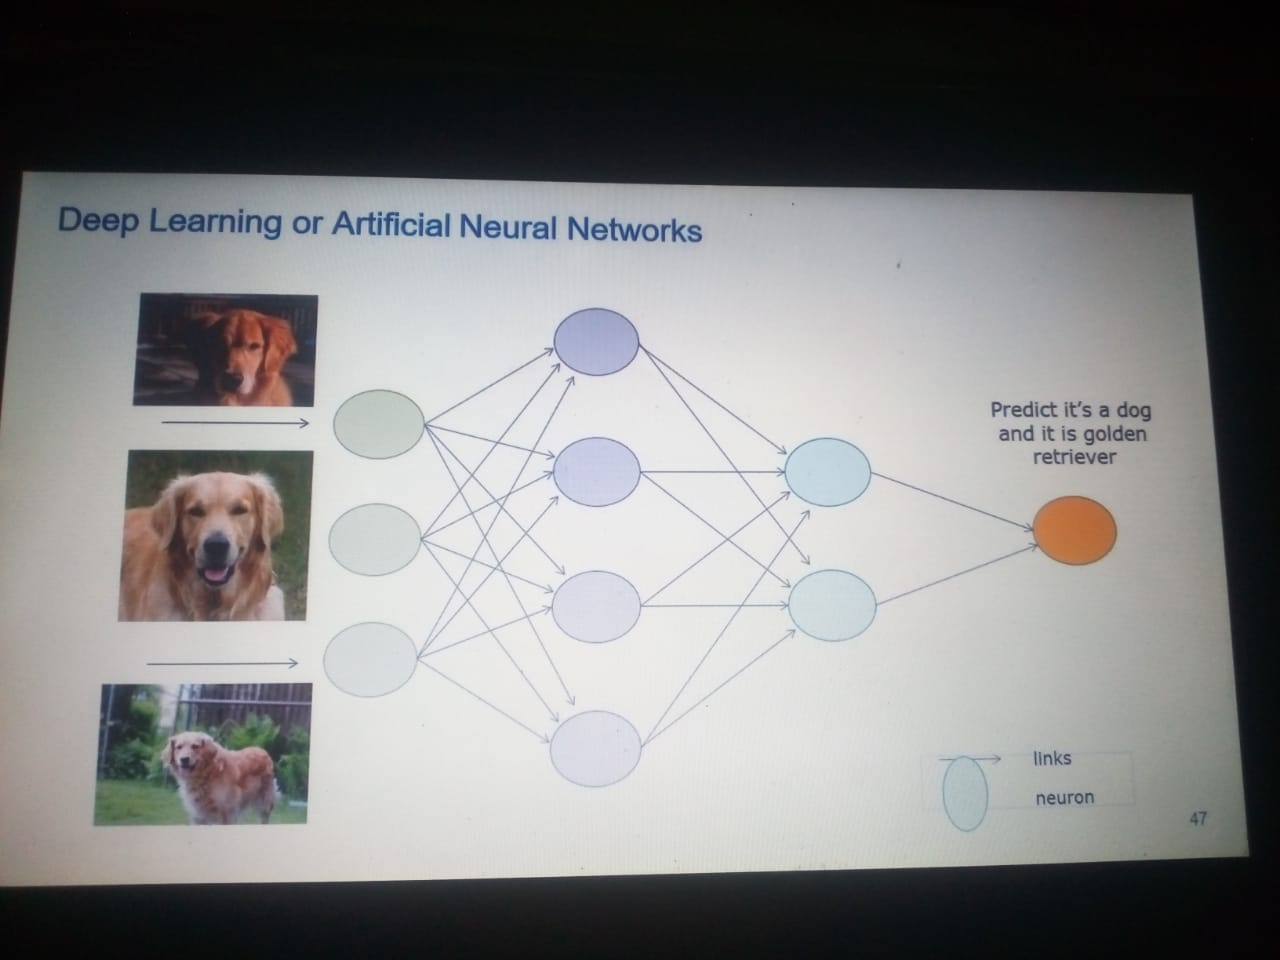 Deep Learning or Artificial Neural Networks
Predict it's a dog
and it is golden
retriever
links
neuron
47